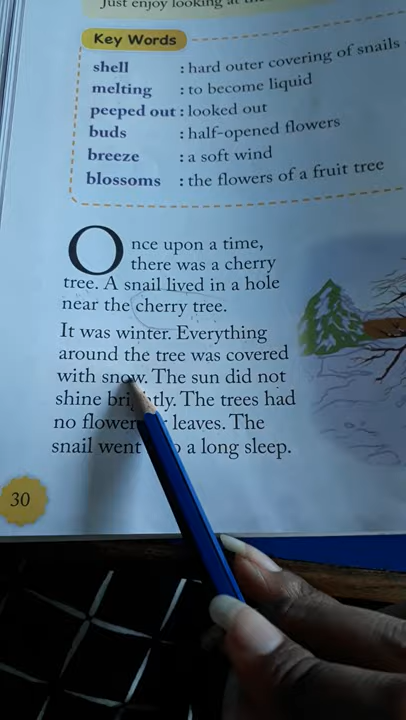 Just enjoy looking at
Key Words
shell : hard outer covering of snails
melting : to become liquid
peeped out : looked out
buds : half-opened flowers
breeze : a soft wind
blossoms : the flowers of a fruit tree
Once upon a time,
there was a cherry
tree. A snail lived in a hole
near the cherry tree.
It was winter. Everything
around the tree was covered
with snow. The sun did not
shine brightly. The trees had
no flowers leaves. The
snail went a long sleep.
30